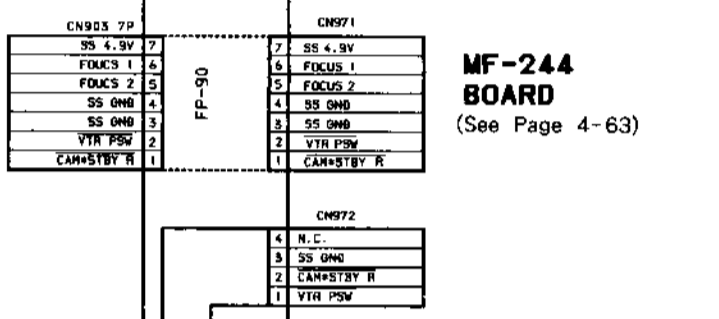 CN903 7P
SS 4.9V 7
FOUCS 1 6
FOUCS 2 5
SS GND 4
SS GND 3
VTR PSW 2
CAM*STBY R 1
FP-90
CN971
7 SS 4.9V
6 FOCUS 1
5 FOCUS 2
4 SS GND
3 SS GND
2 VTR PSW
1 CAM*STBY R
MF-244
BOARD
(See Page 4-63)
CN972
4 N.C.
3 SS GND
2 CAM*STBY R
1 VTR PSW